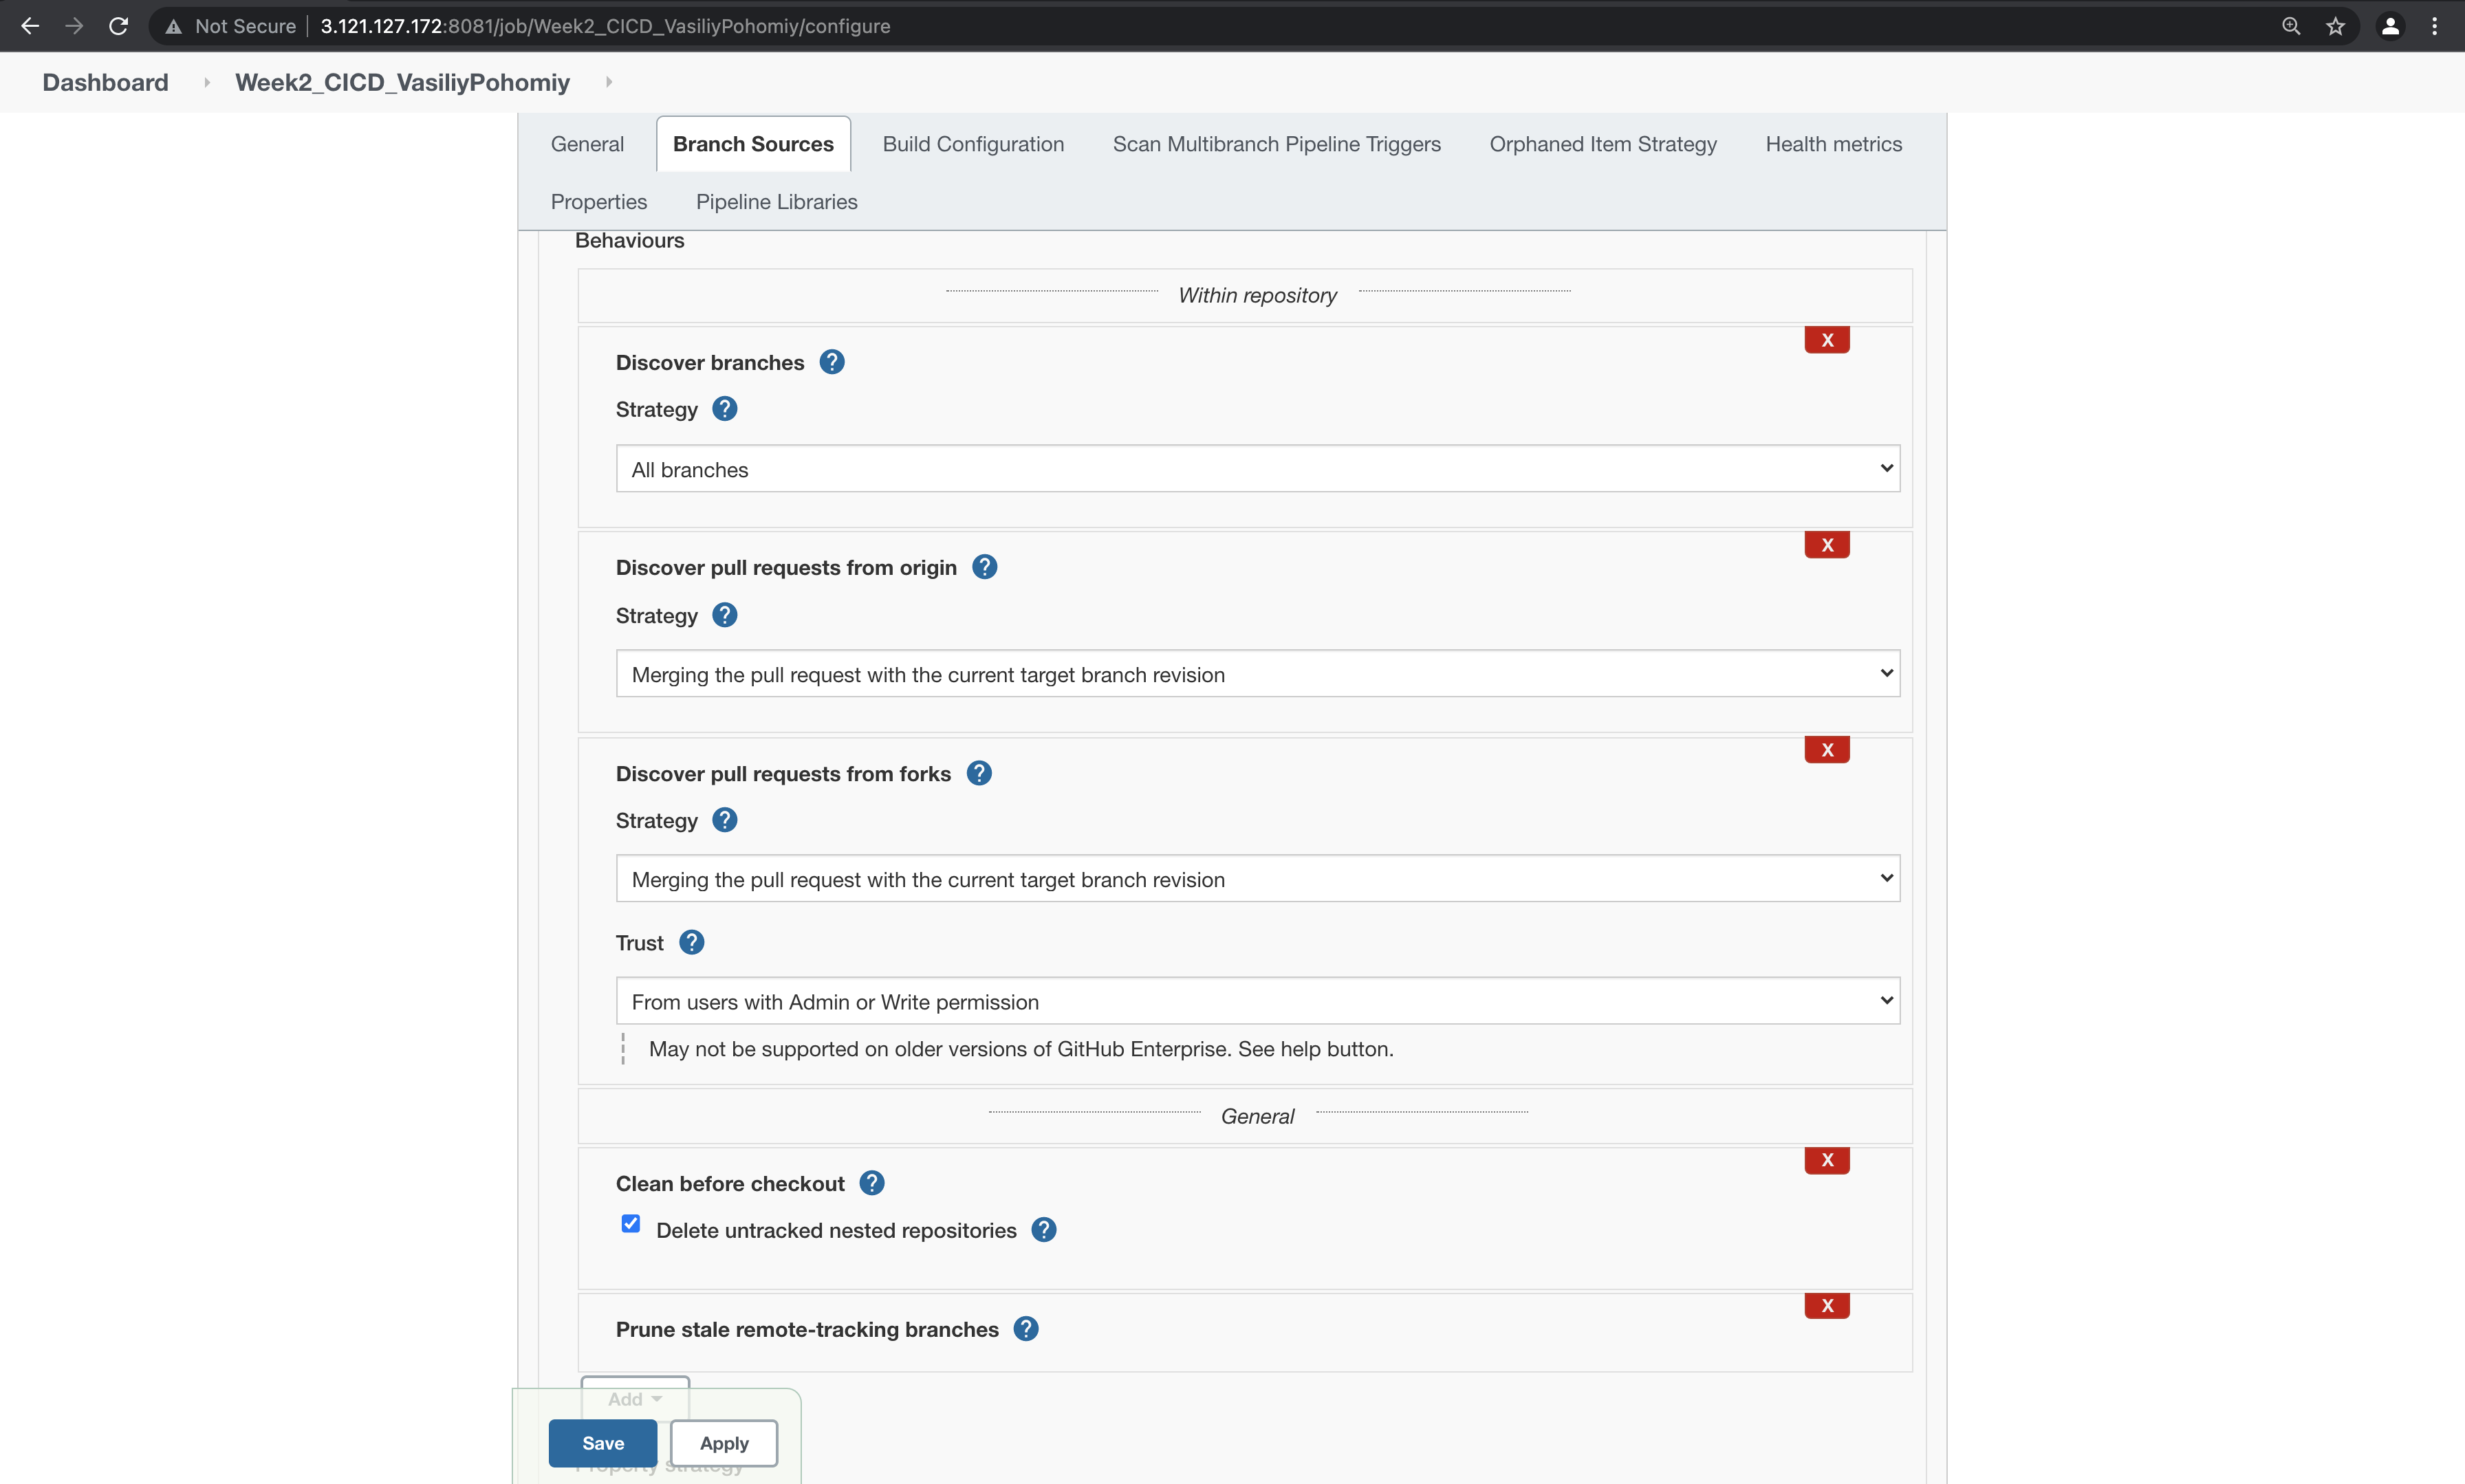 Not Secure | 3.121.127.172:8081/job/Week2_CICD_VasiliyPohomiy/configure
Dashboard Week2_CICD_VasiliyPohomiy
General Branch Sources Build Configuration Scan Multibranch Pipeline Triggers Orphaned Item Strategy Health metrics
Properties Pipeline Libraries
Behaviours
Within repository
X
Discover branches ?
Strategy ?
All branches
X
Discover pull requests from origin ?
Strategy ?
Merging the pull request with the current target branch revision
X
Discover pull requests from forks ?
Strategy ?
Merging the pull request with the current target branch revision
Trust ?
From users with Admin or Write permission
May not be supported on older versions of GitHub Enterprise. See help button.
General
X
Clean before checkout ?
Delete untracked nested repositories ?
X
Prune stale remote-tracking branches ?
Add
Save Apply
Property strategy